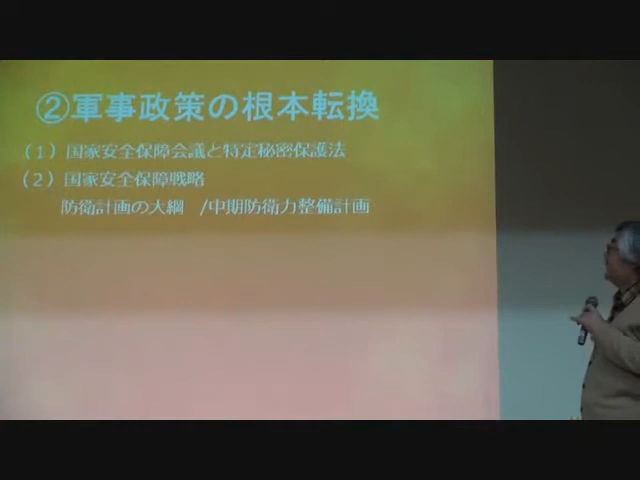 ②軍事政策の根本転換
(1)国家安全保障会議と特定秘密保護法
(2)国家安全保障戦略
防衛計画の大綱 /中期防衛力整備計画